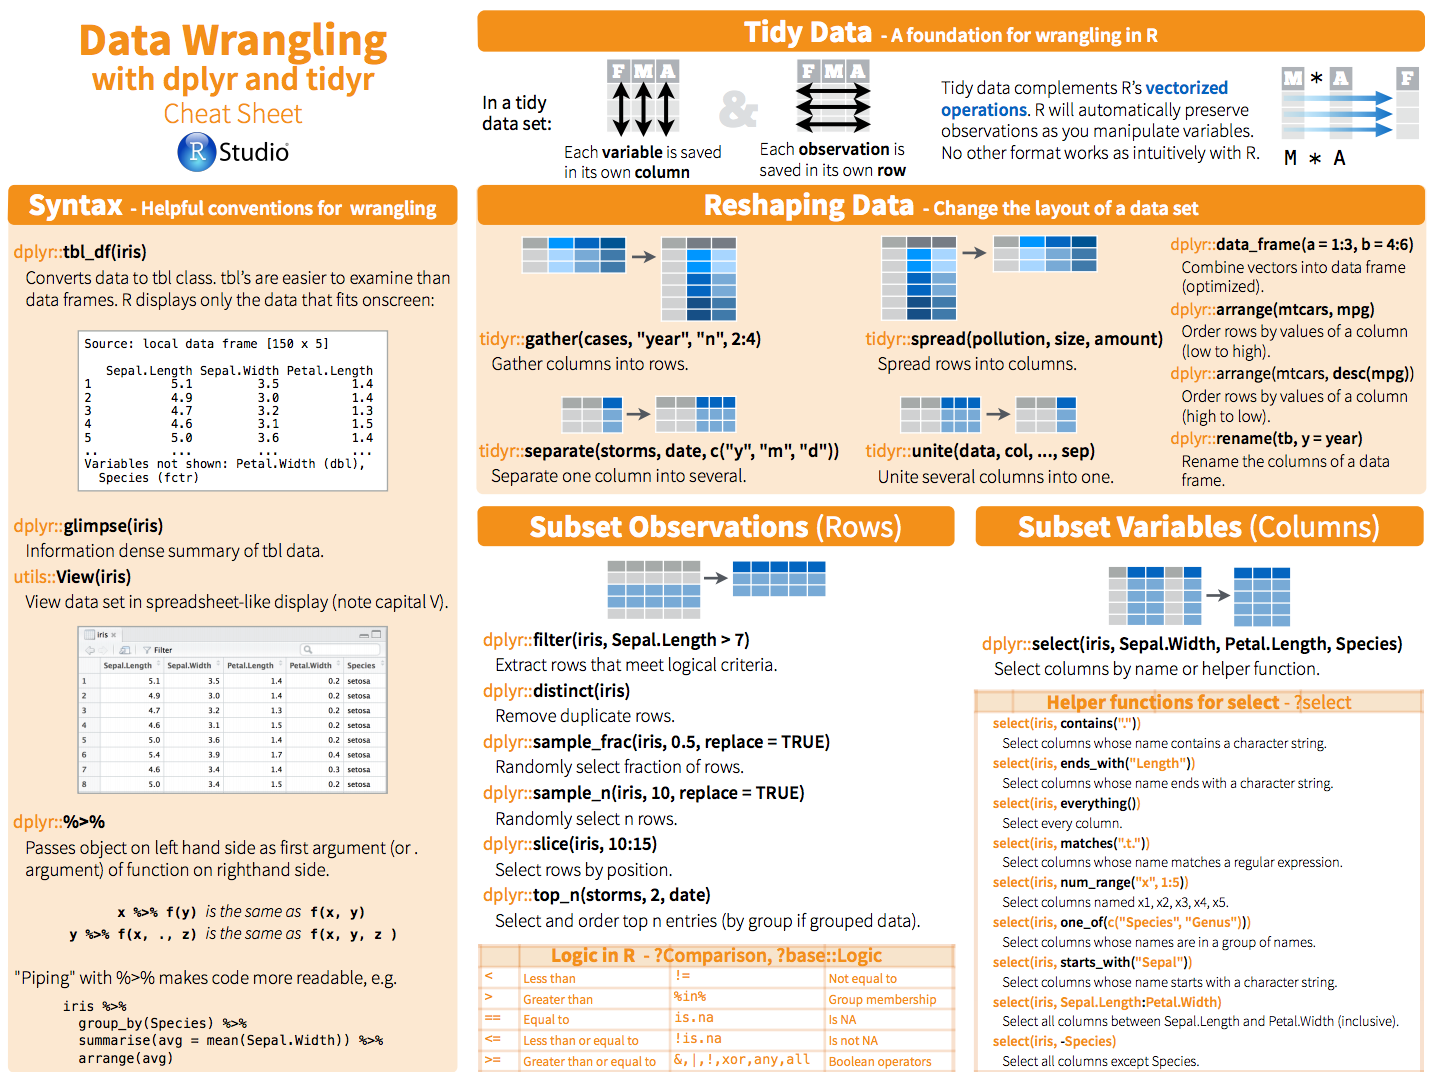 Data Wrangling
with dplyr and tidyr
Cheat Sheet
R Studio
Syntax - Helpful conventions for wrangling
dplyr::tbl_df(iris)
Converts data to tbl class. tbl's are easier to examine than
data frames. R displays only the data that fits onscreen:
Source: local data frame [150 x 5]
Sepal.Length Sepal.Width Petal.Length
1 5.1 3.5 1.4
2 4.9 3.0 1.4
3 4.7 3.2 1.3
4 4.6 3.1 1.5
5 5.0 3.6 1.4
.. ... ... ...
Variables not shown: Petal.Width (dbl),
Species (fctr)
dplyr::glimpse(iris)
Information dense summary of tbl data.
utils::View(iris)
View data set in spreadsheet-like display (note capital V).
iris ×
Filter
Sepal.Length Sepal.Width Petal.Length Petal.Width Species
1 5.1 3.5 1.4 0.2 setosa
2 4.9 3.0 1.4 0.2 setosa
3 4.7 3.2 1.3 0.2 setosa
4 4.6 3.1 1.5 0.2 setosa
5 5.0 3.6 1.4 0.2 setosa
6 5.4 3.9 1.7 0.4 setosa
7 4.6 3.4 1.4 0.3 setosa
8 5.0 3.4 1.5 0.2 setosa
dplyr::%>%
Passes object on left hand side as first argument (or .
argument) of function on righthand side.
x %>% f(y) is the same as f(x, y)
y %>% f(x, ., z) is the same as f(x, y, z )
"Piping" with %>% makes code more readable, e.g.
iris %>%
group_by(Species) %>%
summarise(avg = mean(Sepal.Width)) %>%
arrange(avg)
Tidy Data - A foundation for wrangling in R
In a tidy
data set:
F M A
Each variable is saved
in its own column
&
F M A
Each observation is
saved in its own row
Tidy data complements R's vectorized
operations. R will automatically preserve
observations as you manipulate variables.
No other format works as intuitively with R.
M * A F
M * A
Reshaping Data - Change the layout of a data set
tidyr::gather(cases, "year", "n", 2:4)
Gather columns into rows.
tidyr::spread(pollution, size, amount)
Spread rows into columns.
tidyr::separate(storms, date, c("y", "m", "d"))
Separate one column into several.
tidyr::unite(data, col, ..., sep)
Unite several columns into one.
dplyr::data_frame(a = 1:3, b = 4:6)
Combine vectors into data frame
(optimized).
dplyr::arrange(mtcars, mpg)
Order rows by values of a column
(low to high).
dplyr::arrange(mtcars, desc(mpg))
Order rows by values of a column
(high to low).
dplyr::rename(tb, y = year)
Rename the columns of a data
frame.
Subset Observations (Rows)
dplyr::filter(iris, Sepal.Length > 7)
Extract rows that meet logical criteria.
dplyr::distinct(iris)
Remove duplicate rows.
dplyr::sample_frac(iris, 0.5, replace = TRUE)
Randomly select fraction of rows.
dplyr::sample_n(iris, 10, replace = TRUE)
Randomly select n rows.
dplyr::slice(iris, 10:15)
Select rows by position.
dplyr::top_n(storms, 2, date)
Select and order top n entries (by group if grouped data).
Logic in R - ?Comparison, ?base::Logic
< Less than != Not equal to
> Greater than %in% Group membership
== Equal to is.na Is NA
<= Less than or equal to !is.na Is not NA
>= Greater than or equal to &,|,!,xor,any,all Boolean operators
Subset Variables (Columns)
dplyr::select(iris, Sepal.Width, Petal.Length, Species)
Select columns by name or helper function.
Helper functions for select - ?select
select(iris, contains("."))
Select columns whose name contains a character string.
select(iris, ends_with("Length"))
Select columns whose name ends with a character string.
select(iris, everything())
Select every column.
select(iris, matches(".t."))
Select columns whose name matches a regular expression.
select(iris, num_range("x", 1:5))
Select columns named x1, x2, x3, x4, x5.
select(iris, one_of(c("Species", "Genus")))
Select columns whose names are in a group of names.
select(iris, starts_with("Sepal"))
Select columns whose name starts with a character string.
select(iris, Sepal.Length:Petal.Width)
Select all columns between Sepal.Length and Petal.Width (inclusive).
select(iris, -Species)
Select all columns except Species.